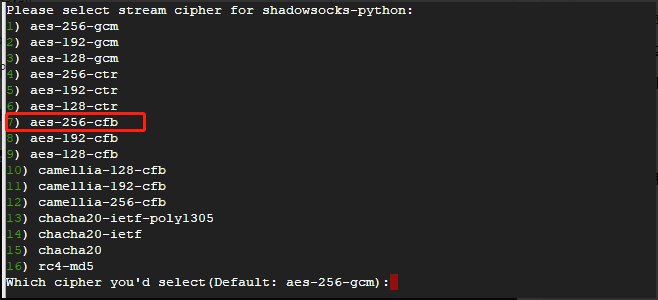 Please select stream cipher for shadowsocks-python:
1) aes-256-gcm
2) aes-192-gcm
3) aes-128-gcm
4) aes-256-ctr
5) aes-192-ctr
6) aes-128-ctr
7) aes-256-cfb
8) aes-192-cfb
9) aes-128-cfb
10) camellia-128-cfb
11) camellia-192-cfb
12) camellia-256-cfb
13) chacha20-ietf-poly1305
14) chacha20-ietf
15) chacha20
16) rc4-md5
Which cipher you'd select(Default: aes-256-gcm):